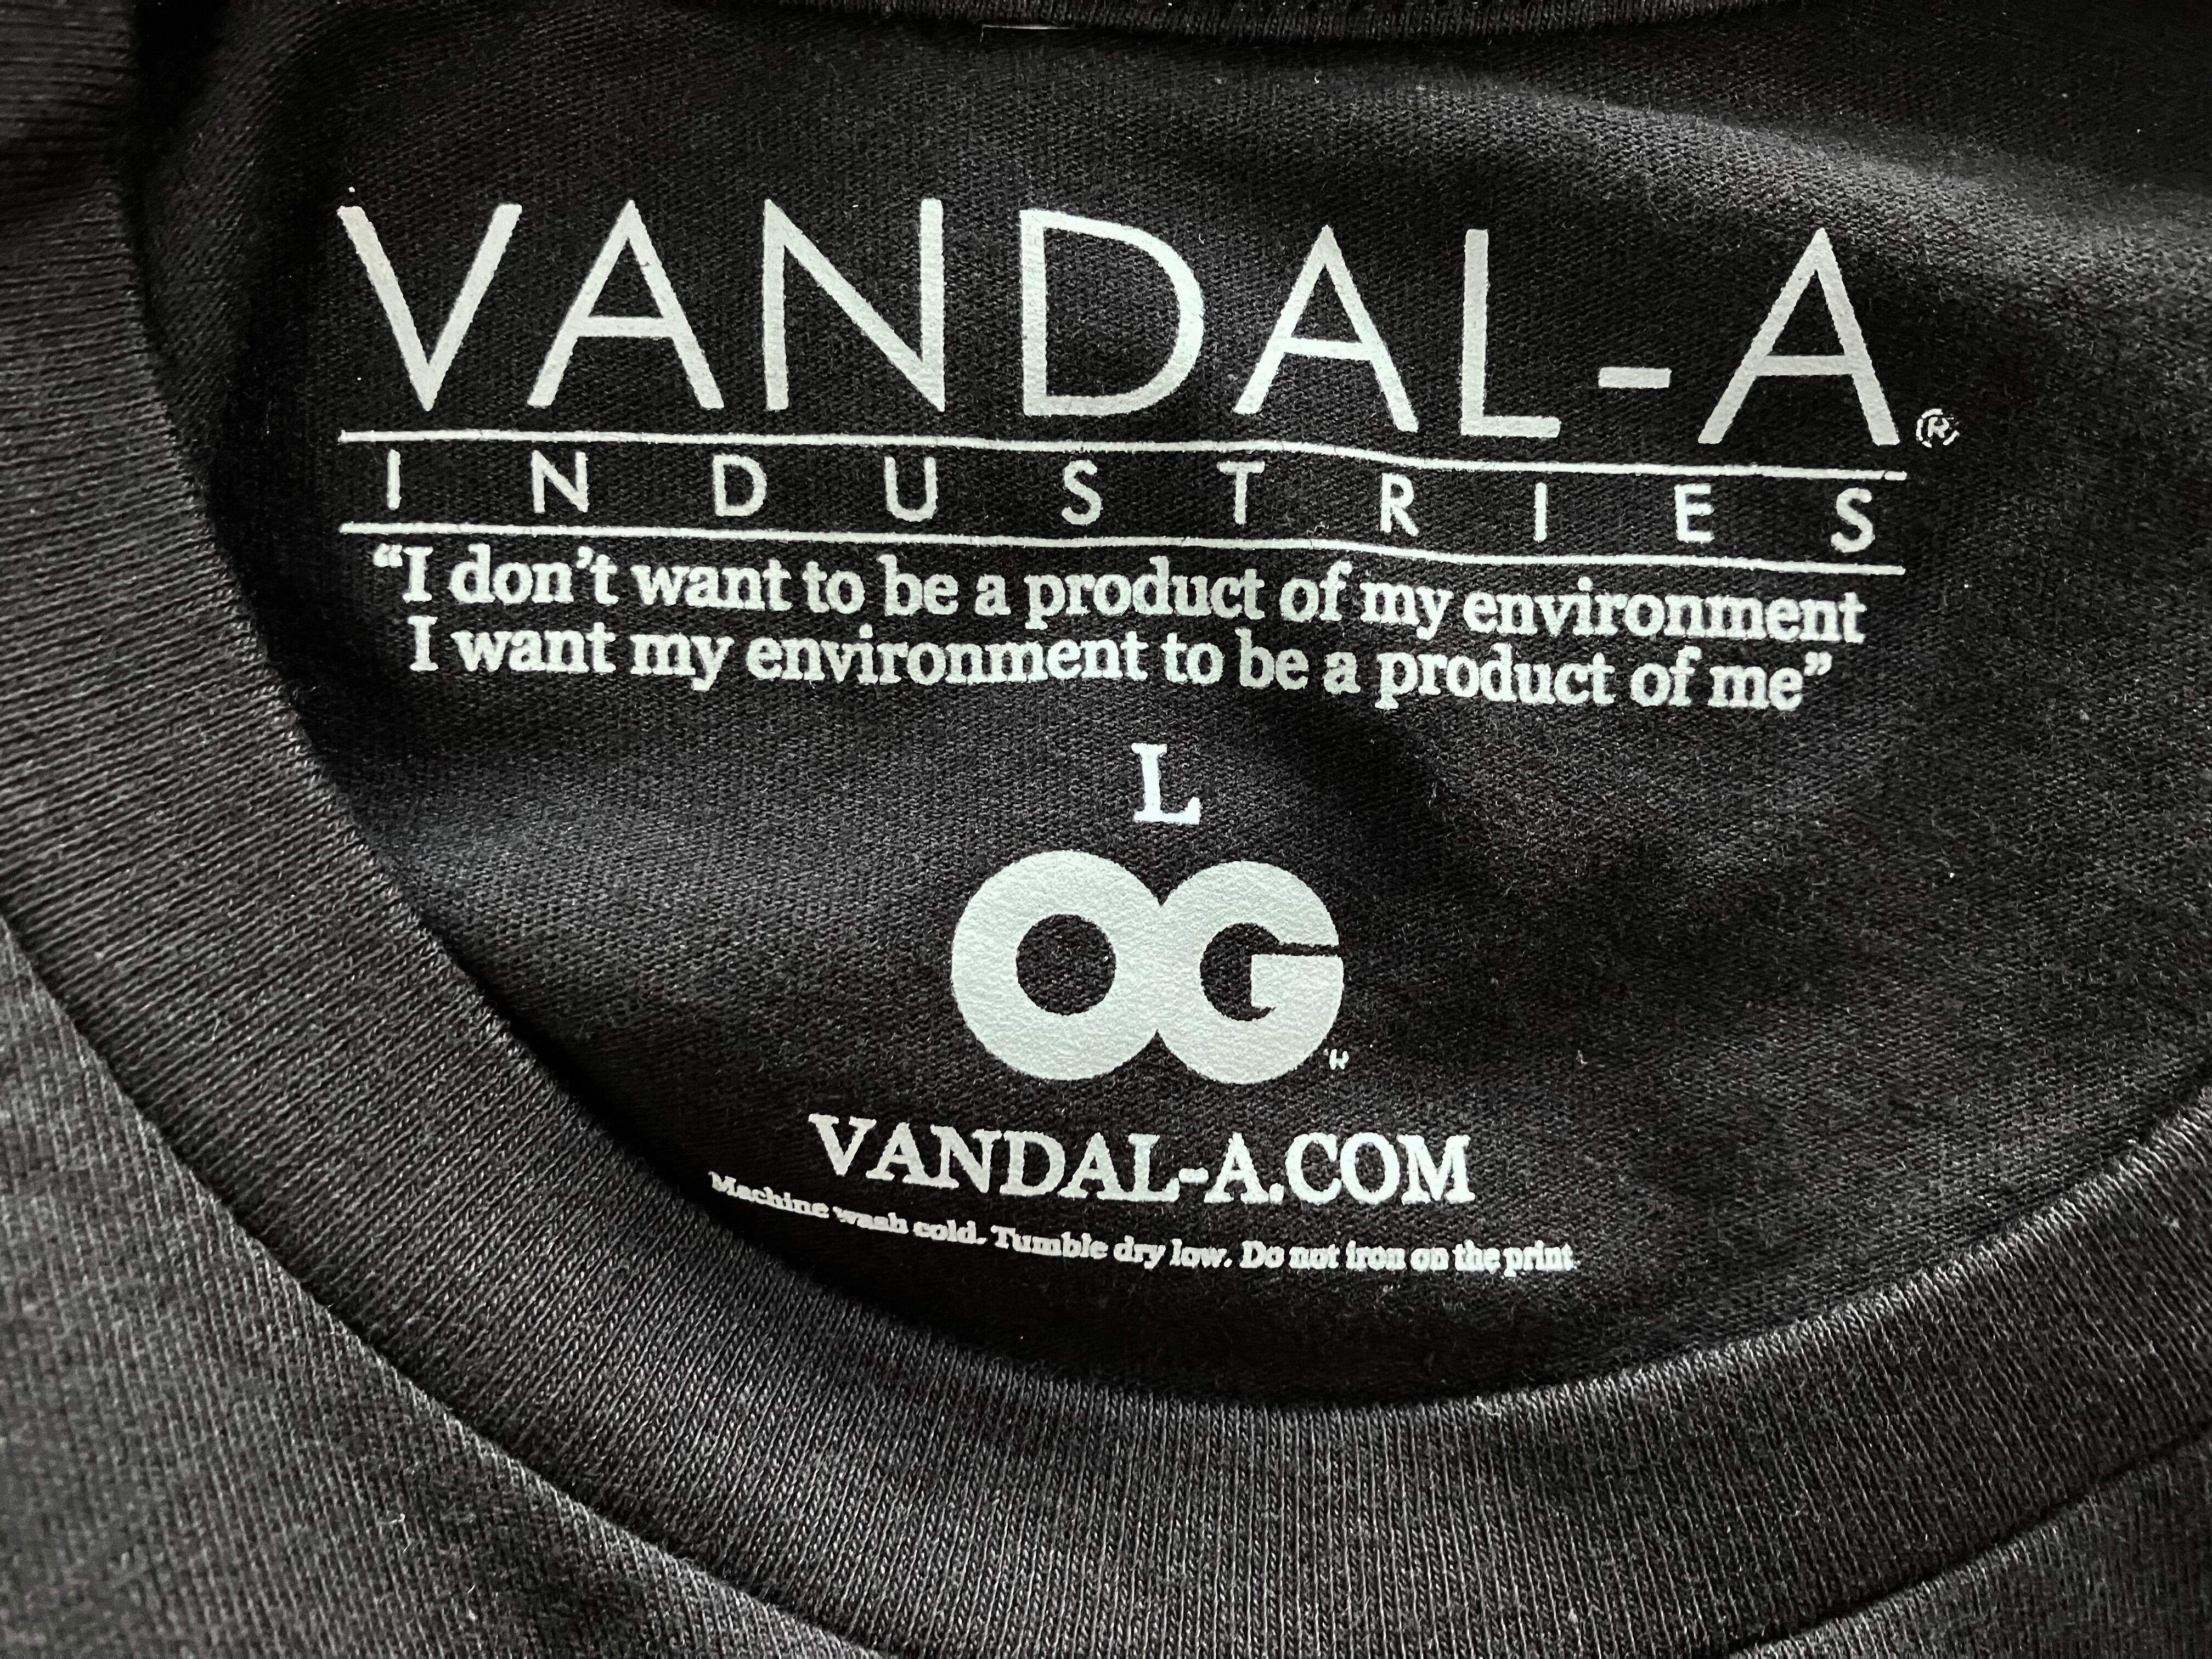 VANDAL-A®
INDUSTRIES
“I don’t want to be a product of my environment
I want my environment to be a product of me”
L
OG
VANDAL-A.COM
Machine wash cold. Tumble dry low. Do not iron on the print